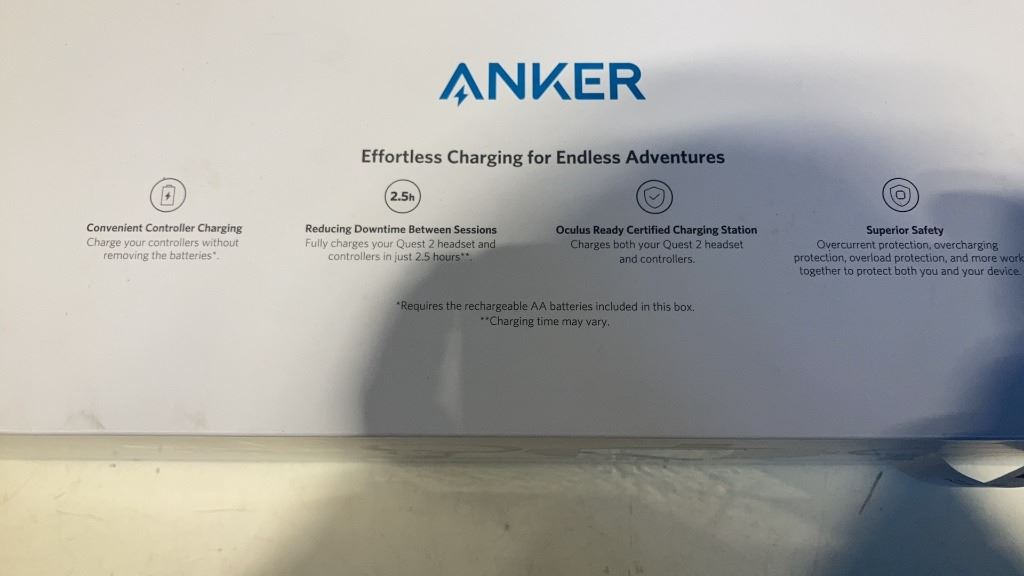 ANKER
Effortless Charging for Endless Adventures
2.5h
Convenient Controller Charging
Charge your controllers without
removing the batteries*.
Reducing Downtime Between Sessions
Fully charges your Quest 2 headset and
controllers in just 2.5 hours**.
Oculus Ready Certified Charging Station
Charges both your Quest 2 headset
and controllers.
Superior Safety
Overcurrent protection, overcharging
protection, overload protection, and more work
together to protect both you and your device.
*Requires the rechargeable AA batteries included in this box.
**Charging time may vary.